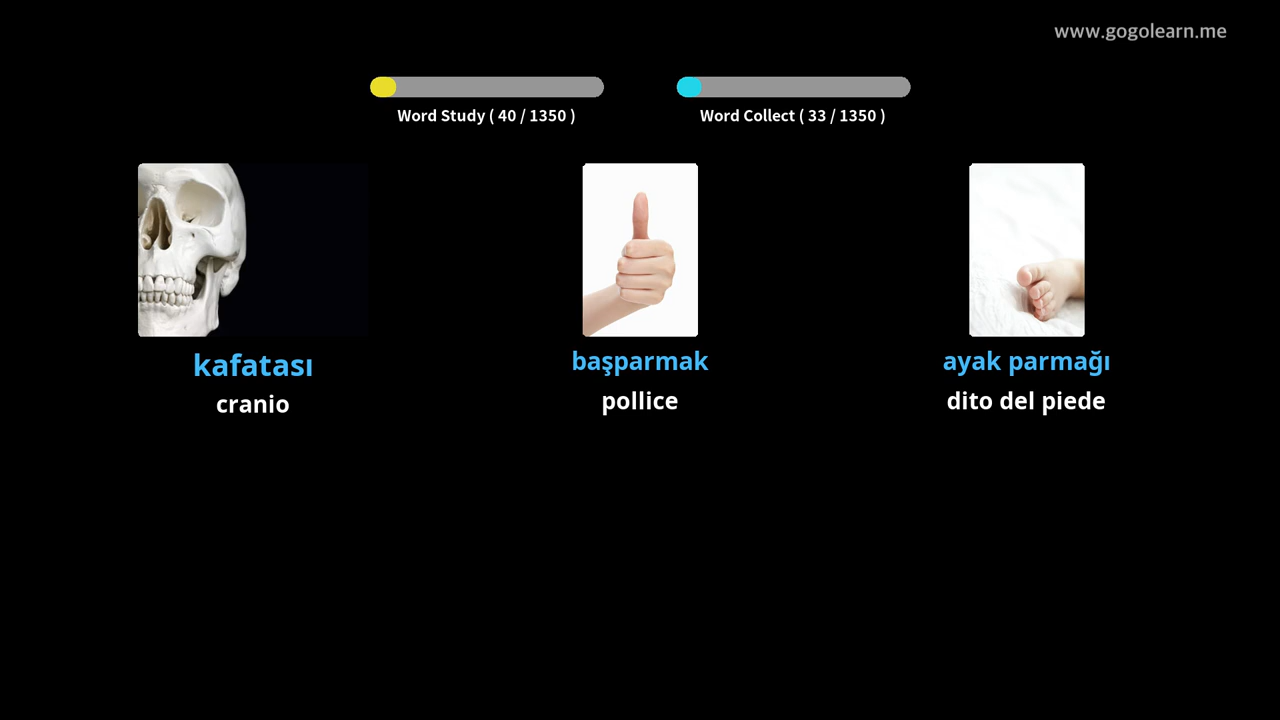 www.gogolearn.me
Word Study ( 40 / 1350 )
Word Collect ( 33 / 1350 )
kafatası
başparmak
ayak parmağı
cranio
pollice
dito del piede